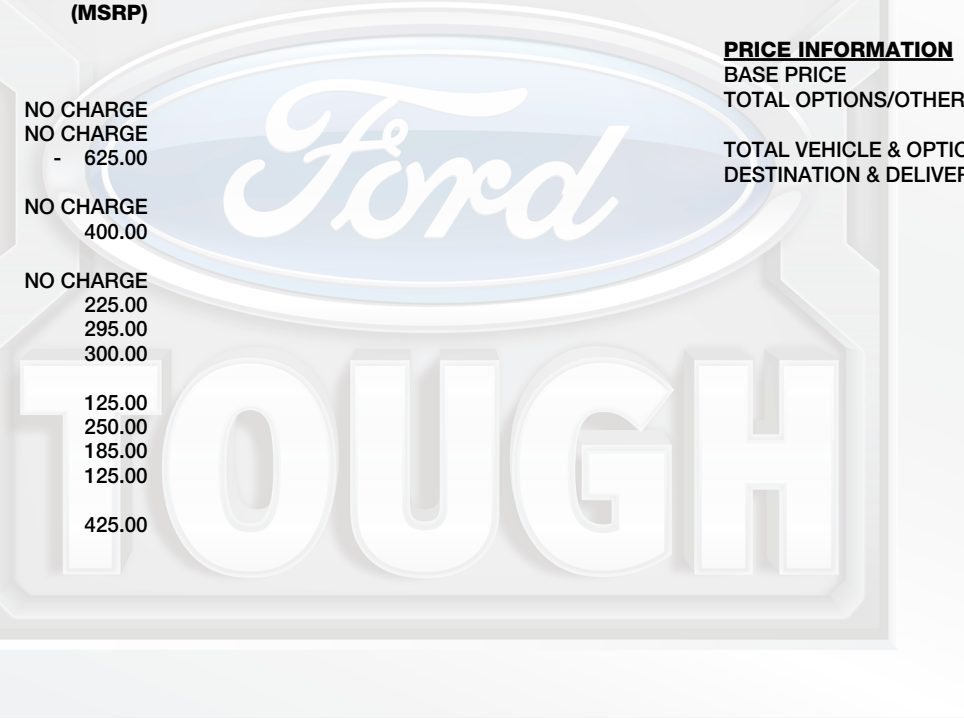 (MSRP)
NO CHARGE
NO CHARGE
- 625.00
NO CHARGE
400.00
NO CHARGE
225.00
295.00
300.00
125.00
250.00
185.00
125.00
425.00
PRICE INFORMATION
BASE PRICE
TOTAL OPTIONS/OTHER
TOTAL VEHICLE & OPTIO
DESTINATION & DELIVER
Ford
TOUGH